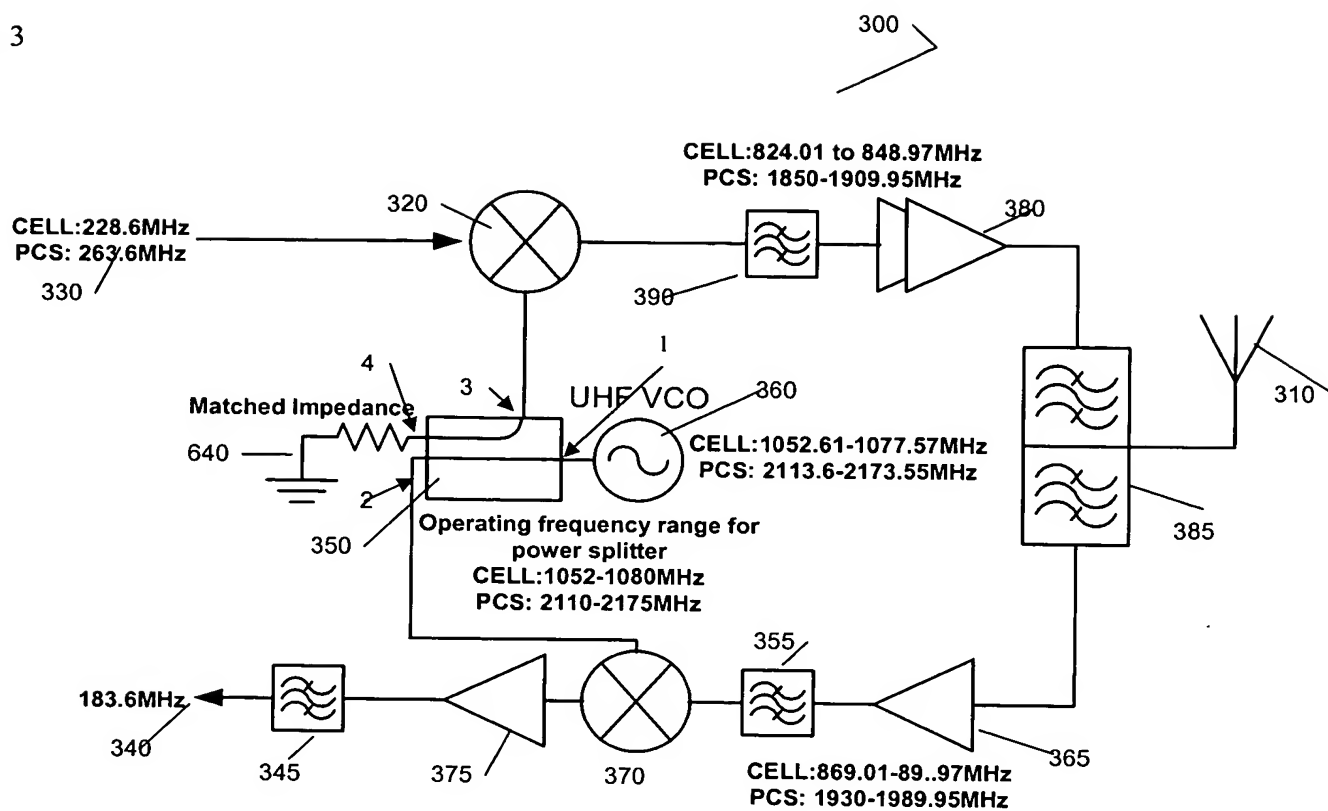 3
300
CELL:824.01 to 848.97MHz
PCS: 1850-1909.95MHz
320
380
CELL:228.6MHz
PCS: 263.6MHz
330
390
310
4
3
1
UHF VCO
360
Matched Impedance
640
CELL:1052.61-1077.57MHz
PCS: 2113.6-2173.55MHz
2
350
385
Operating frequency range for
power splitter
CELL:1052-1080MHz
PCS: 2110-2175MHz
355
183.6MHz
340
345
375
370
365
CELL:869.01-89..97MHz
PCS: 1930-1989.95MHz